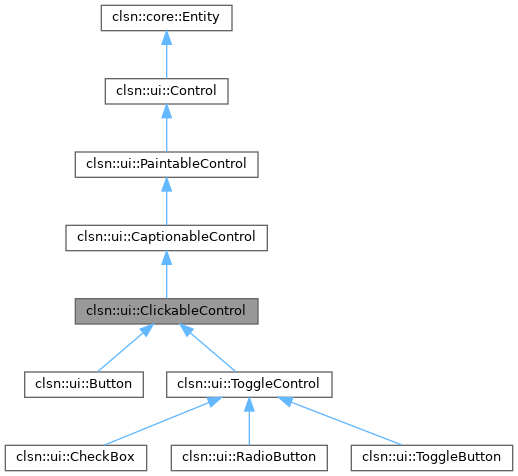 clsn::core::Entity
clsn::ui::Control
clsn::ui::PaintableControl
clsn::ui::CaptionableControl
clsn::ui::ClickableControl
clsn::ui::Button
clsn::ui::ToggleControl
clsn::ui::CheckBox
clsn::ui::RadioButton
clsn::ui::ToggleButton